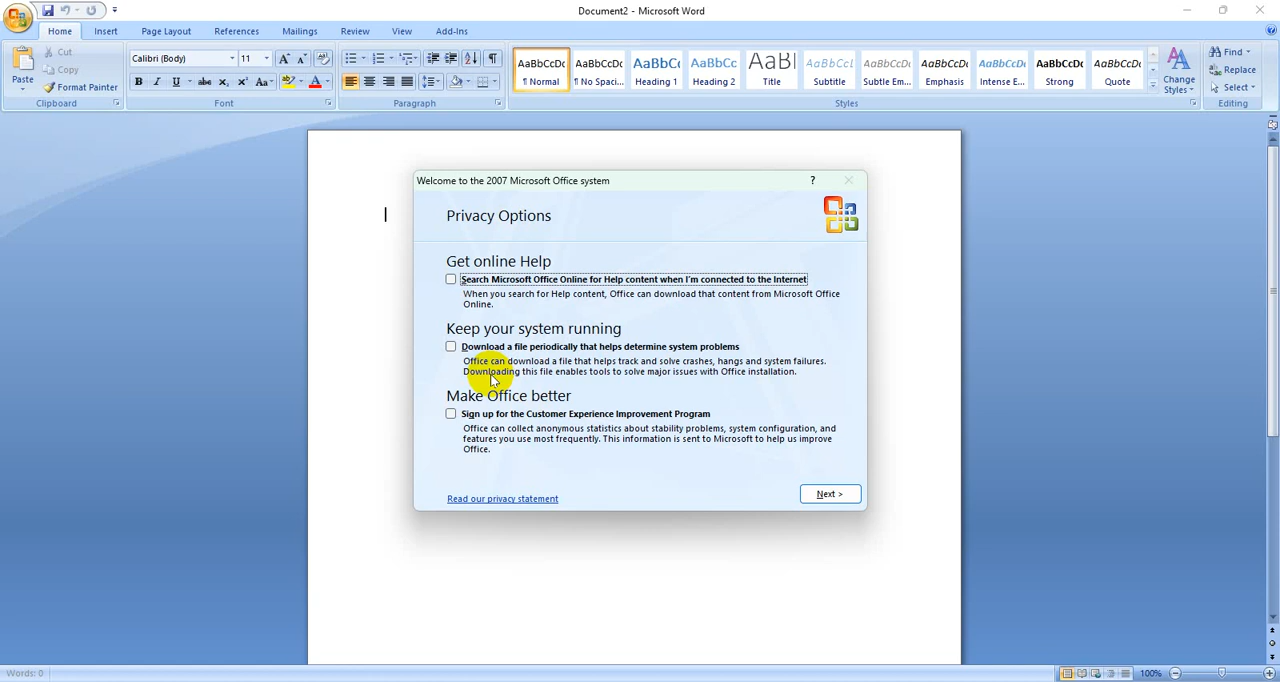 Document2 - Microsoft Word
Home Insert Page Layout References Mailings Review View Add-Ins
Paste
Cut
Copy
Format Painter
Clipboard
Calibri (Body) 11
B I U abe X, X² Aa
Font
Paragraph
AaBbCcDc AaBbCcDc AaBbC( AaBbCc AaB| AaBbCcL AaBbCcDc AaBbCcDc AaBbCcDc AaBbCcDc AaBbCcDc
¶ Normal ¶ No Spaci... Heading 1 Heading 2 Title Subtitle Subtle Em... Emphasis Intense E... Strong Quote
Change
Styles
Styles
Find
Replace
Select
Editing
Welcome to the 2007 Microsoft Office system ?
Privacy Options
Get online Help
Search Microsoft Office Online for Help content when I'm connected to the Internet
When you search for Help content, Office can download that content from Microsoft Office
Online.
Keep your system running
Download a file periodically that helps determine system problems
Office can download a file that helps track and solve crashes, hangs and system failures.
Downloading this file enables tools to solve major issues with Office installation.
Make Office better
Sign up for the Customer Experience Improvement Program
Office can collect anonymous statistics about stability problems, system configuration, and
features you use most frequently. This information is sent to Microsoft to help us improve
Office.
Read our privacy statement
Next >
Words: 0
100%